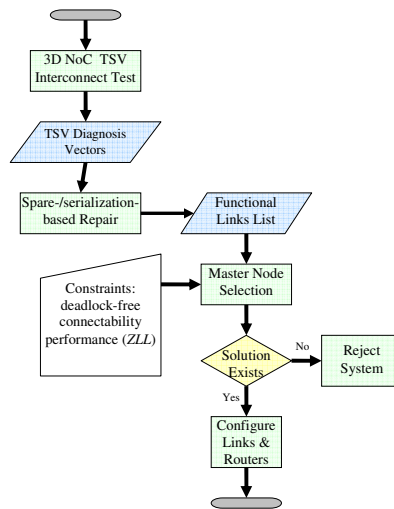 3D NoC TSV
Interconnect Test
TSV Diagnosis
Vectors
Spare-/serialization-
based Repair
Functional
Links List
Constraints:
deadlock-free
connectability
performance (ZLL)
Master Node
Selection
Solution
Exists
No
Reject
System
Yes
Configure
Links &
Routers